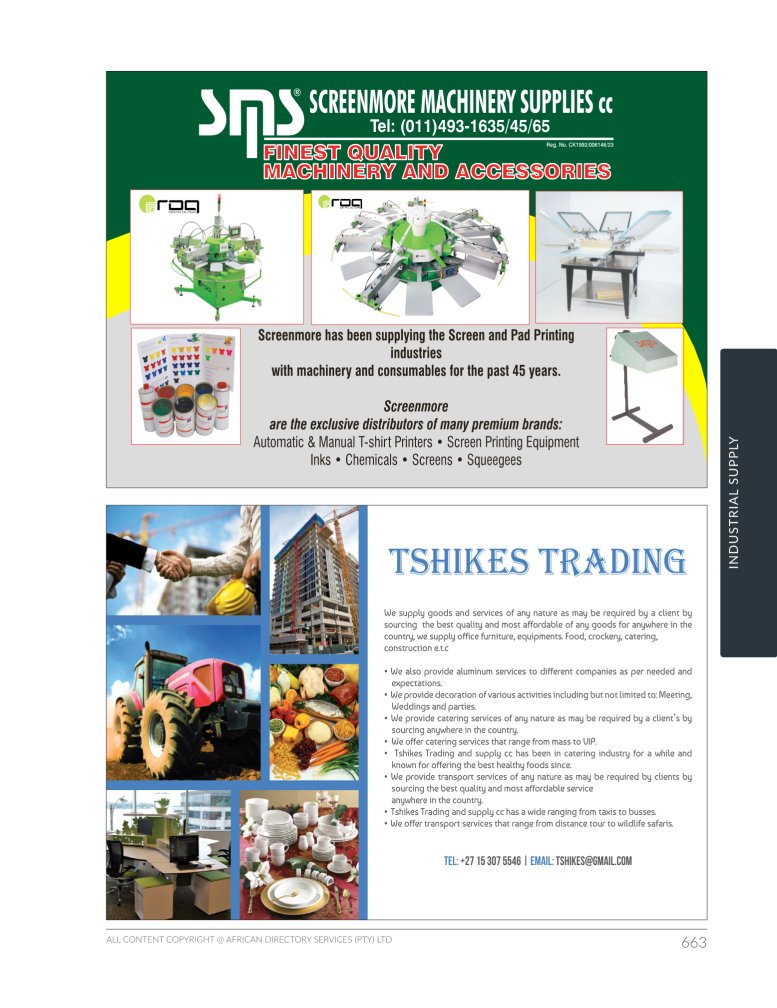 SMS® SCREENMORE MACHINERY SUPPLIES cc
Tel: (011)493-1635/45/65
Reg. No. CK1992/006146/23
FINEST QUALITY
MACHINERY AND ACCESSORIES
roq
roq
Screenmore has been supplying the Screen and Pad Printing
industries
with machinery and consumables for the past 45 years.
Screenmore
are the exclusive distributors of many premium brands:
Automatic & Manual T-shirt Printers • Screen Printing Equipment
Inks • Chemicals • Screens • Squeegees
INDUSTRIAL SUPPLY
TSHIKES TRADING
We supply goods and services of any nature as may be required by a client by
sourcing the best quality and most affordable of any goods for anywhere in the
country, we supply office furniture, equipments. Food, crockery, catering,
construction e.t.c
• We also provide aluminum services to different companies as per needed and
expectations.
• We provide decoration of various activities including but not limited to: Meeting,
Weddings and parties.
• We provide catering services of any nature as may be required by a client's by
sourcing anywhere in the country.
• We offer catering services that range from mass to VIP.
• Tshikes Trading and supply cc has been in catering industry for a while and
known for offering the best healthy foods since.
• We provide transport services of any nature as may be required by clients by
sourcing the best quality and most affordable service
anywhere in the country.
• Tshikes Trading and supply cc has a wide ranging from taxis to busses.
• We offer transport services that range from distance tour to wildlife safaris.
TEL: +27 15 307 5546 | EMAIL: TSHIKES@GMAIL.COM
ALL CONTENT COPYRIGHT @ AFRICAN DIRECTORY SERVICES (PTY) LTD
663